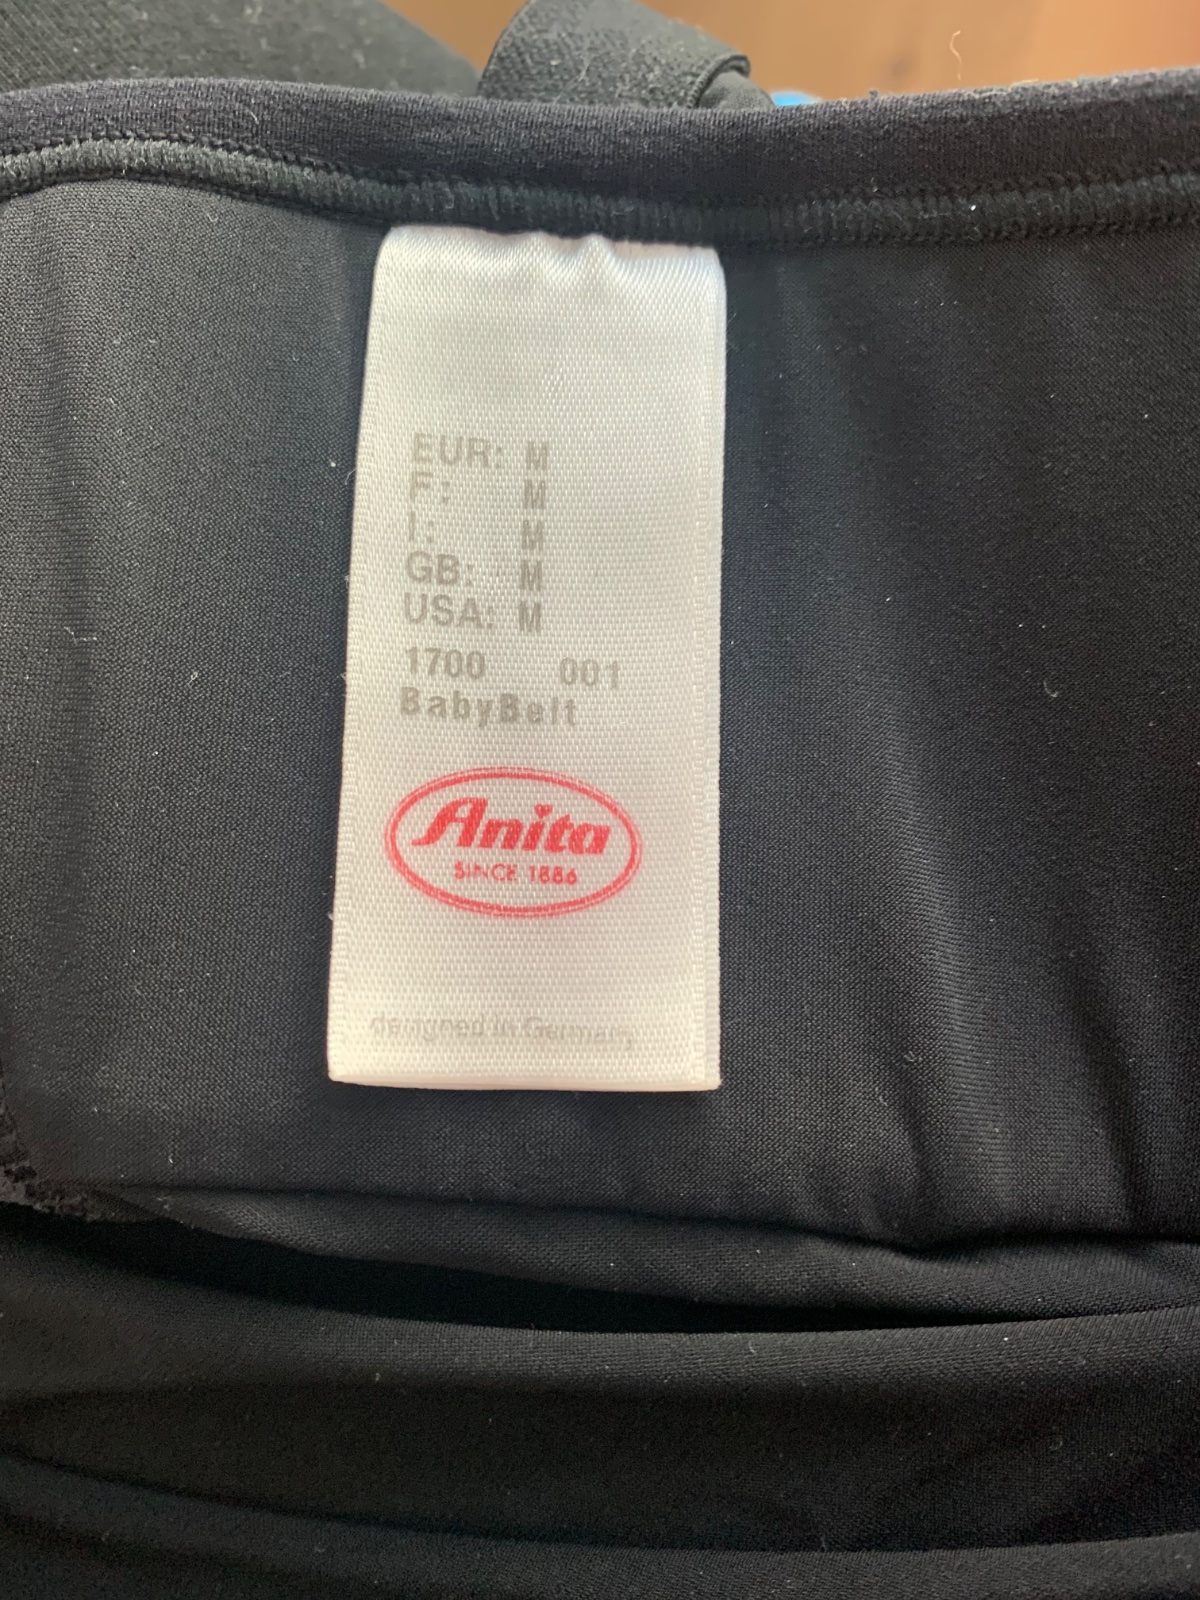 EUR: M
F: M
I: M
GB: M
USA: M
1700 001
BabyBelt
Anita
SINCE 1886
designed in Germany